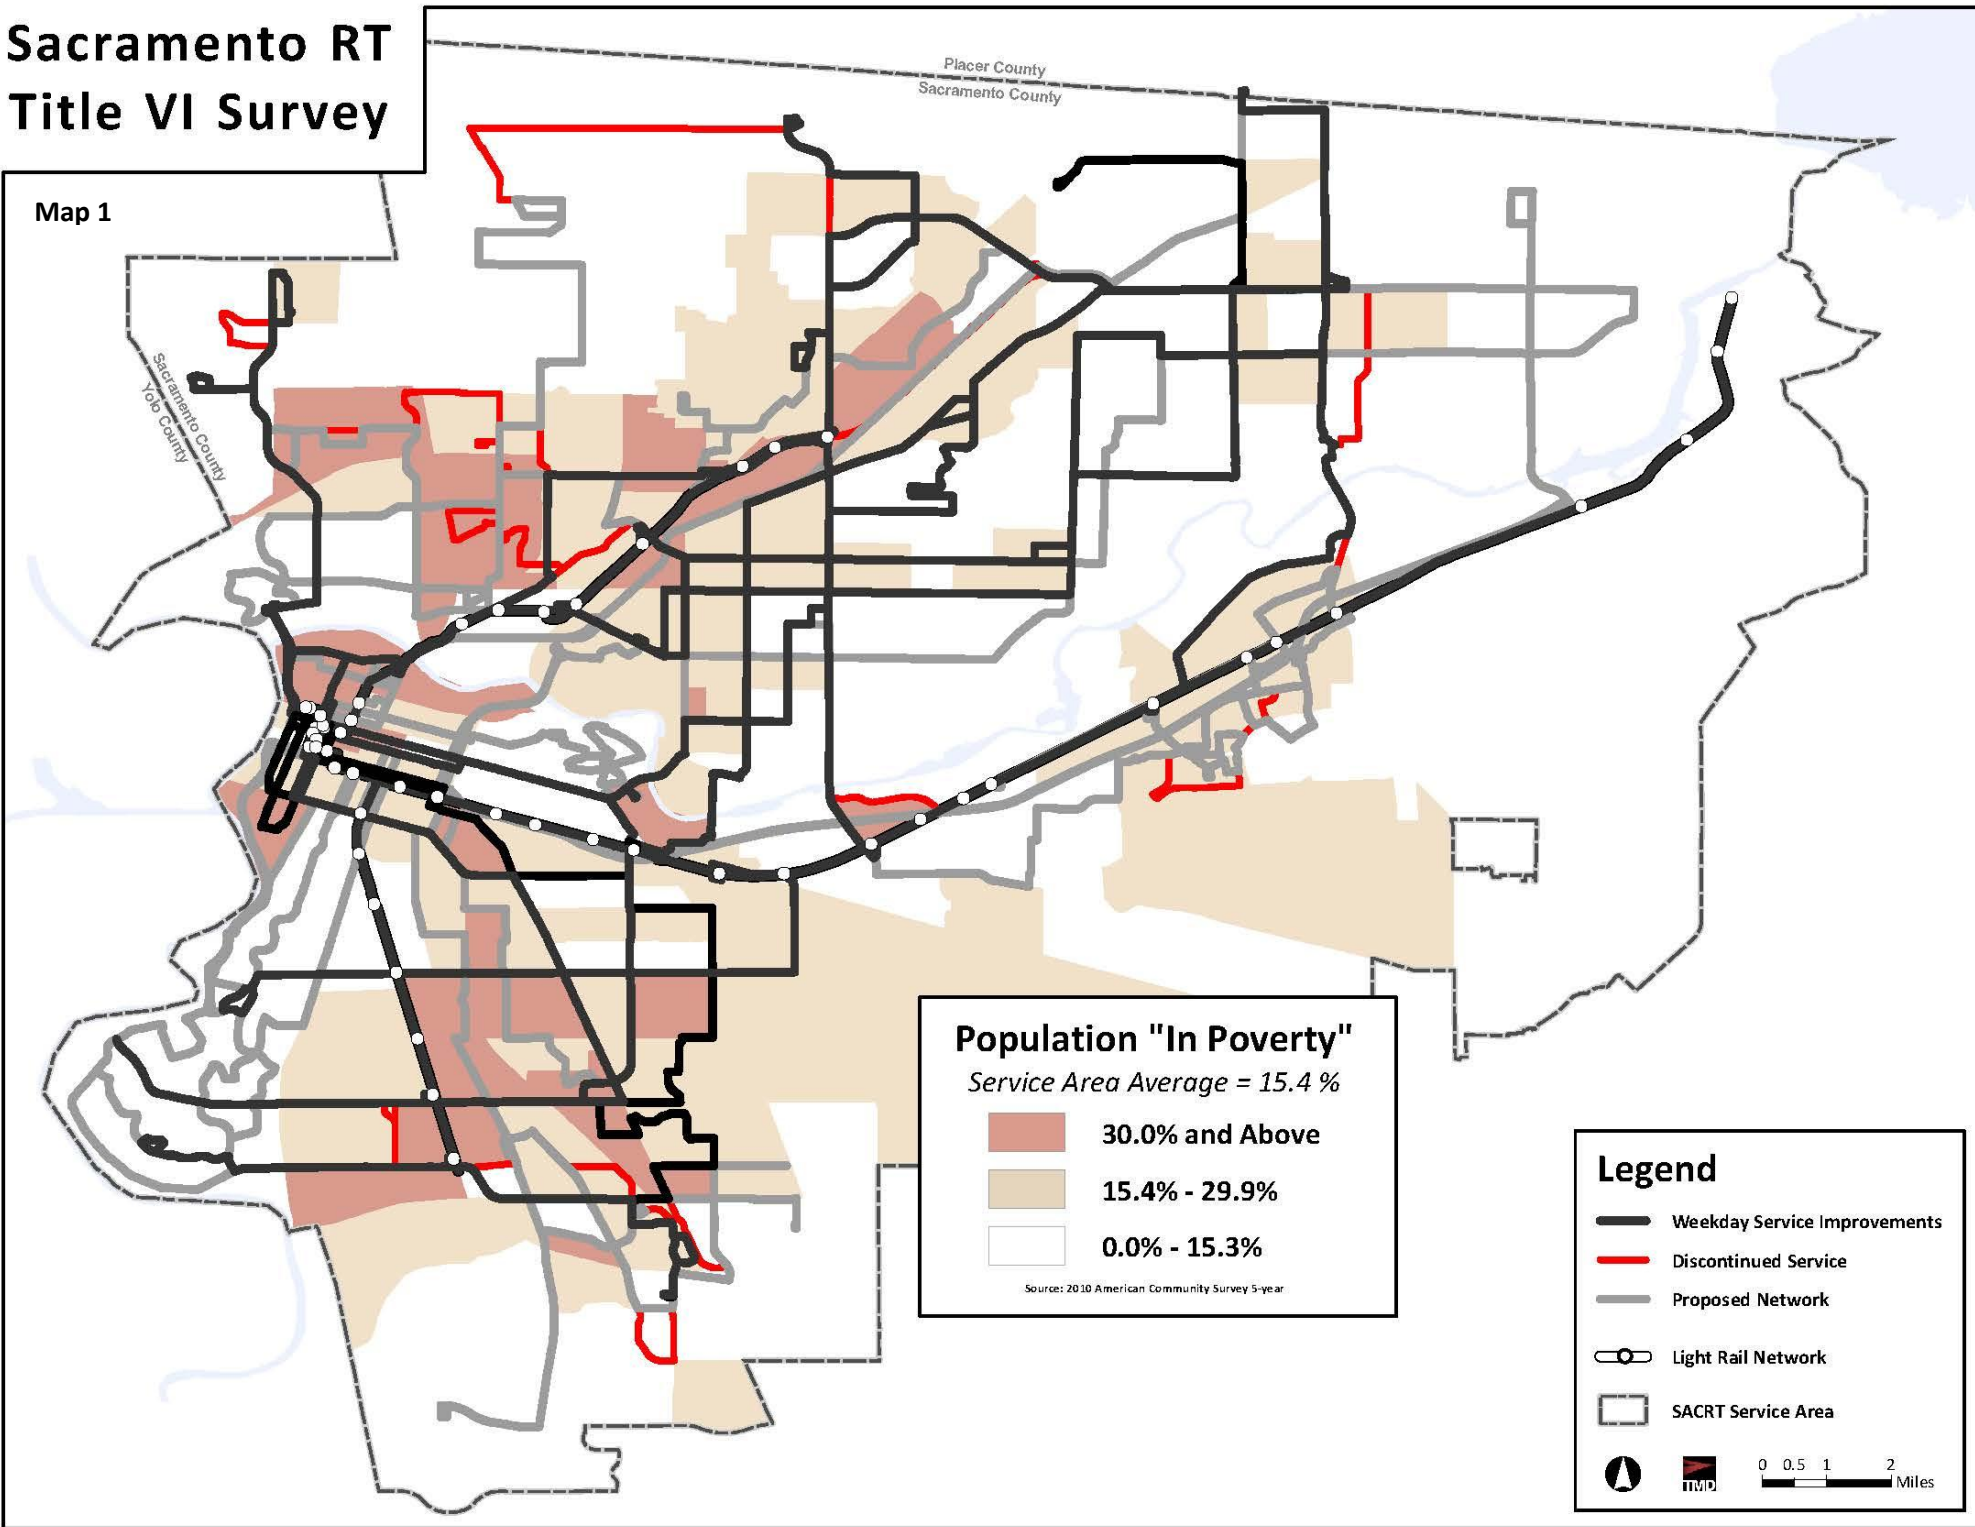 Sacramento RT
Title VI Survey
Map 1
Placer County
Sacramento County
Sacramento County
Yolo County
Population "In Poverty"
Service Area Average = 15.4 %
30.0% and Above
15.4% - 29.9%
0.0% - 15.3%
Source: 2010 American Community Survey 5-year
Legend
Weekday Service Improvements
Discontinued Service
Proposed Network
Light Rail Network
SACRT Service Area
TMD
0 0.5 1 2
Miles